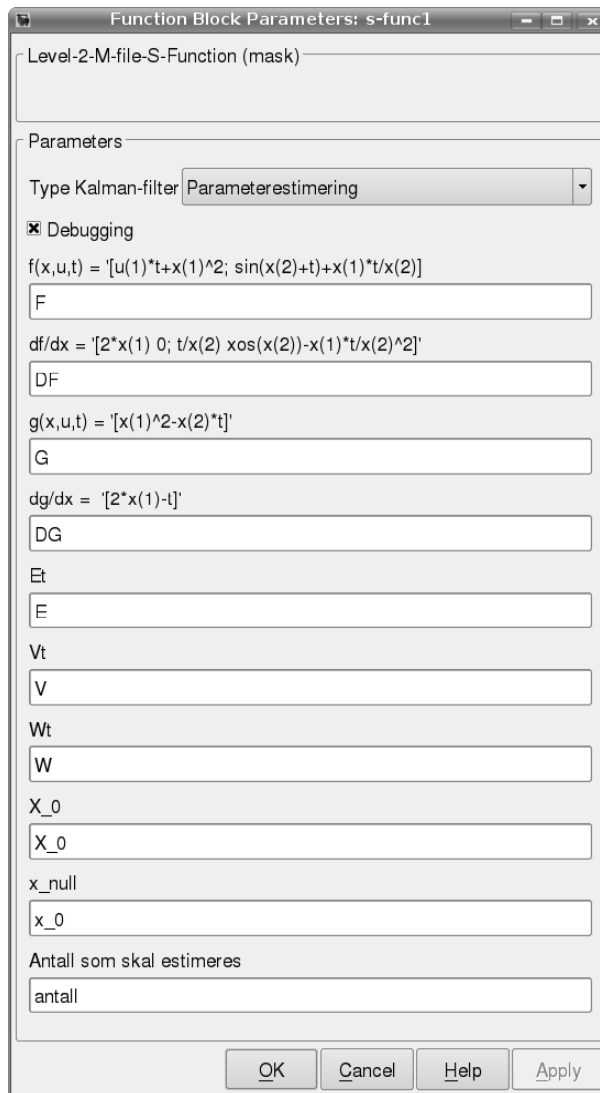 Function Block Parameters: s-func1
Level-2-M-file-S-Function (mask)
Parameters
Type Kalman-filter Parameterestimering
Debugging
f(x,u,t) = '[u(1)*t+x(1)^2; sin(x(2)+t)+x(1)*t/x(2)]
F
df/dx = '[2*x(1) 0; t/x(2) xos(x(2))-x(1)*t/x(2)^2]'
DF
g(x,u,t) = '[x(1)^2-x(2)*t]'
G
dg/dx =  '[2*x(1)-t]'
DG
Et
E
Vt
V
Wt
W
X_0
X_0
x_null
x_0
Antall som skal estimeres
antall
OK Cancel Help Apply